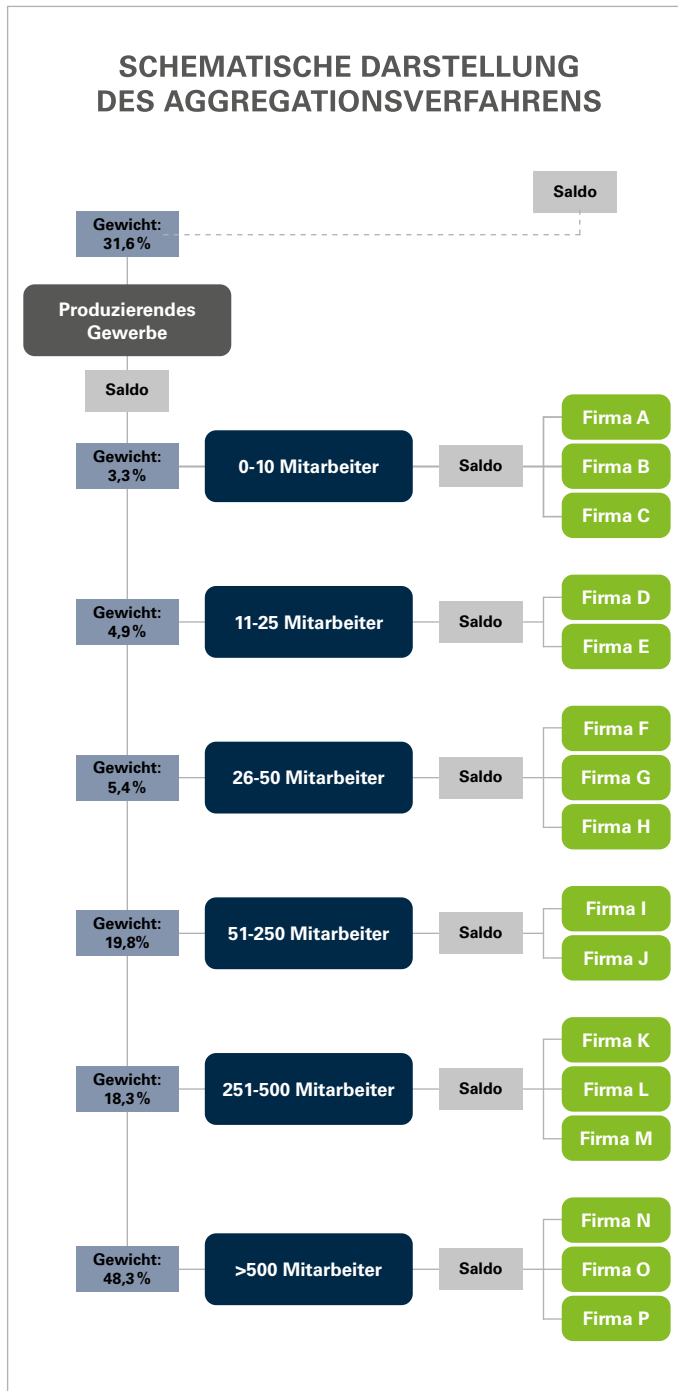 SCHEMATISCHE DARSTELLUNG
DES AGGREGATIONSVERFAHRENS
Saldo
Gewicht:
31,6%
Produzierendes
Gewerbe
Saldo
Gewicht:
3,3%
0-10 Mitarbeiter
Saldo
Firma A
Firma B
Firma C
Gewicht:
4,9%
11-25 Mitarbeiter
Saldo
Firma D
Firma E
Gewicht:
5,4%
26-50 Mitarbeiter
Saldo
Firma F
Firma G
Firma H
Gewicht:
19,8%
51-250 Mitarbeiter
Saldo
Firma I
Firma J
Gewicht:
18,3%
251-500 Mitarbeiter
Saldo
Firma K
Firma L
Firma M
Gewicht:
48,3%
>500 Mitarbeiter
Saldo
Firma N
Firma O
Firma P